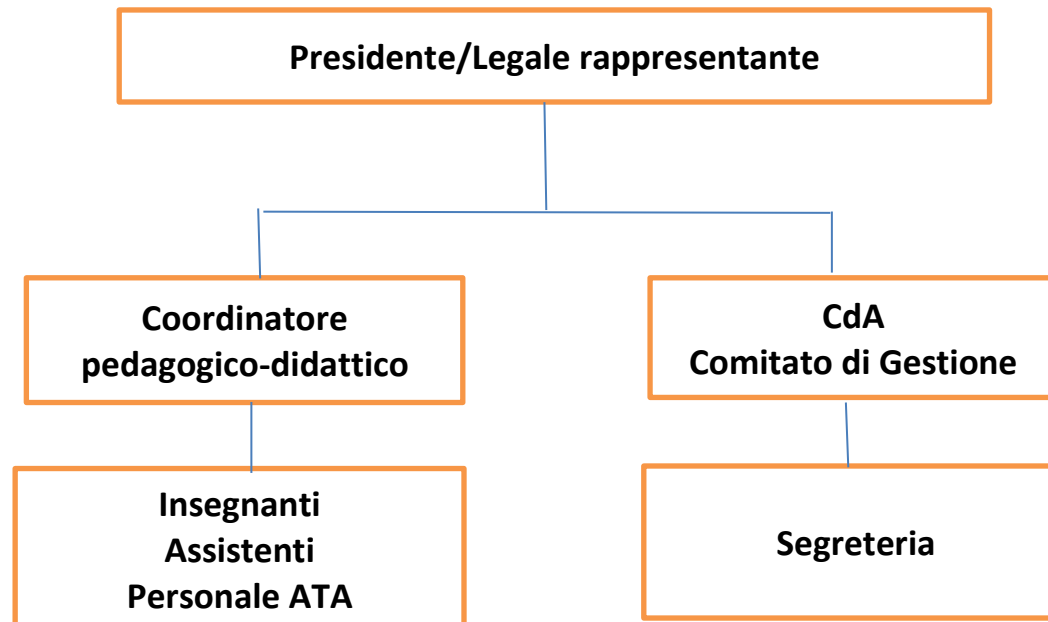 Presidente/Legale rappresentante
Coordinatore
pedagogico-didattico
CdA
Comitato di Gestione
Insegnanti
Assistenti
Personale ATA
Segreteria